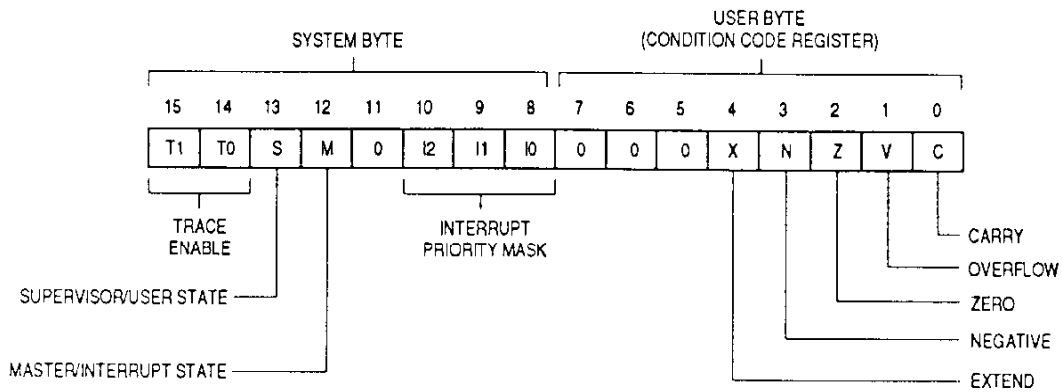 USER BYTE
SYSTEM BYTE (CONDITION CODE REGISTER)
15 14 13 12 11 10 9 8 7 6 5 4 3 2 1 0
T1 T0 S M 0 I2 I1 I0 0 0 0 X N Z V C
TRACE
ENABLE
INTERRUPT
PRIORITY MASK
CARRY
OVERFLOW
SUPERVISOR/USER STATE
ZERO
NEGATIVE
MASTER/INTERRUPT STATE
EXTEND